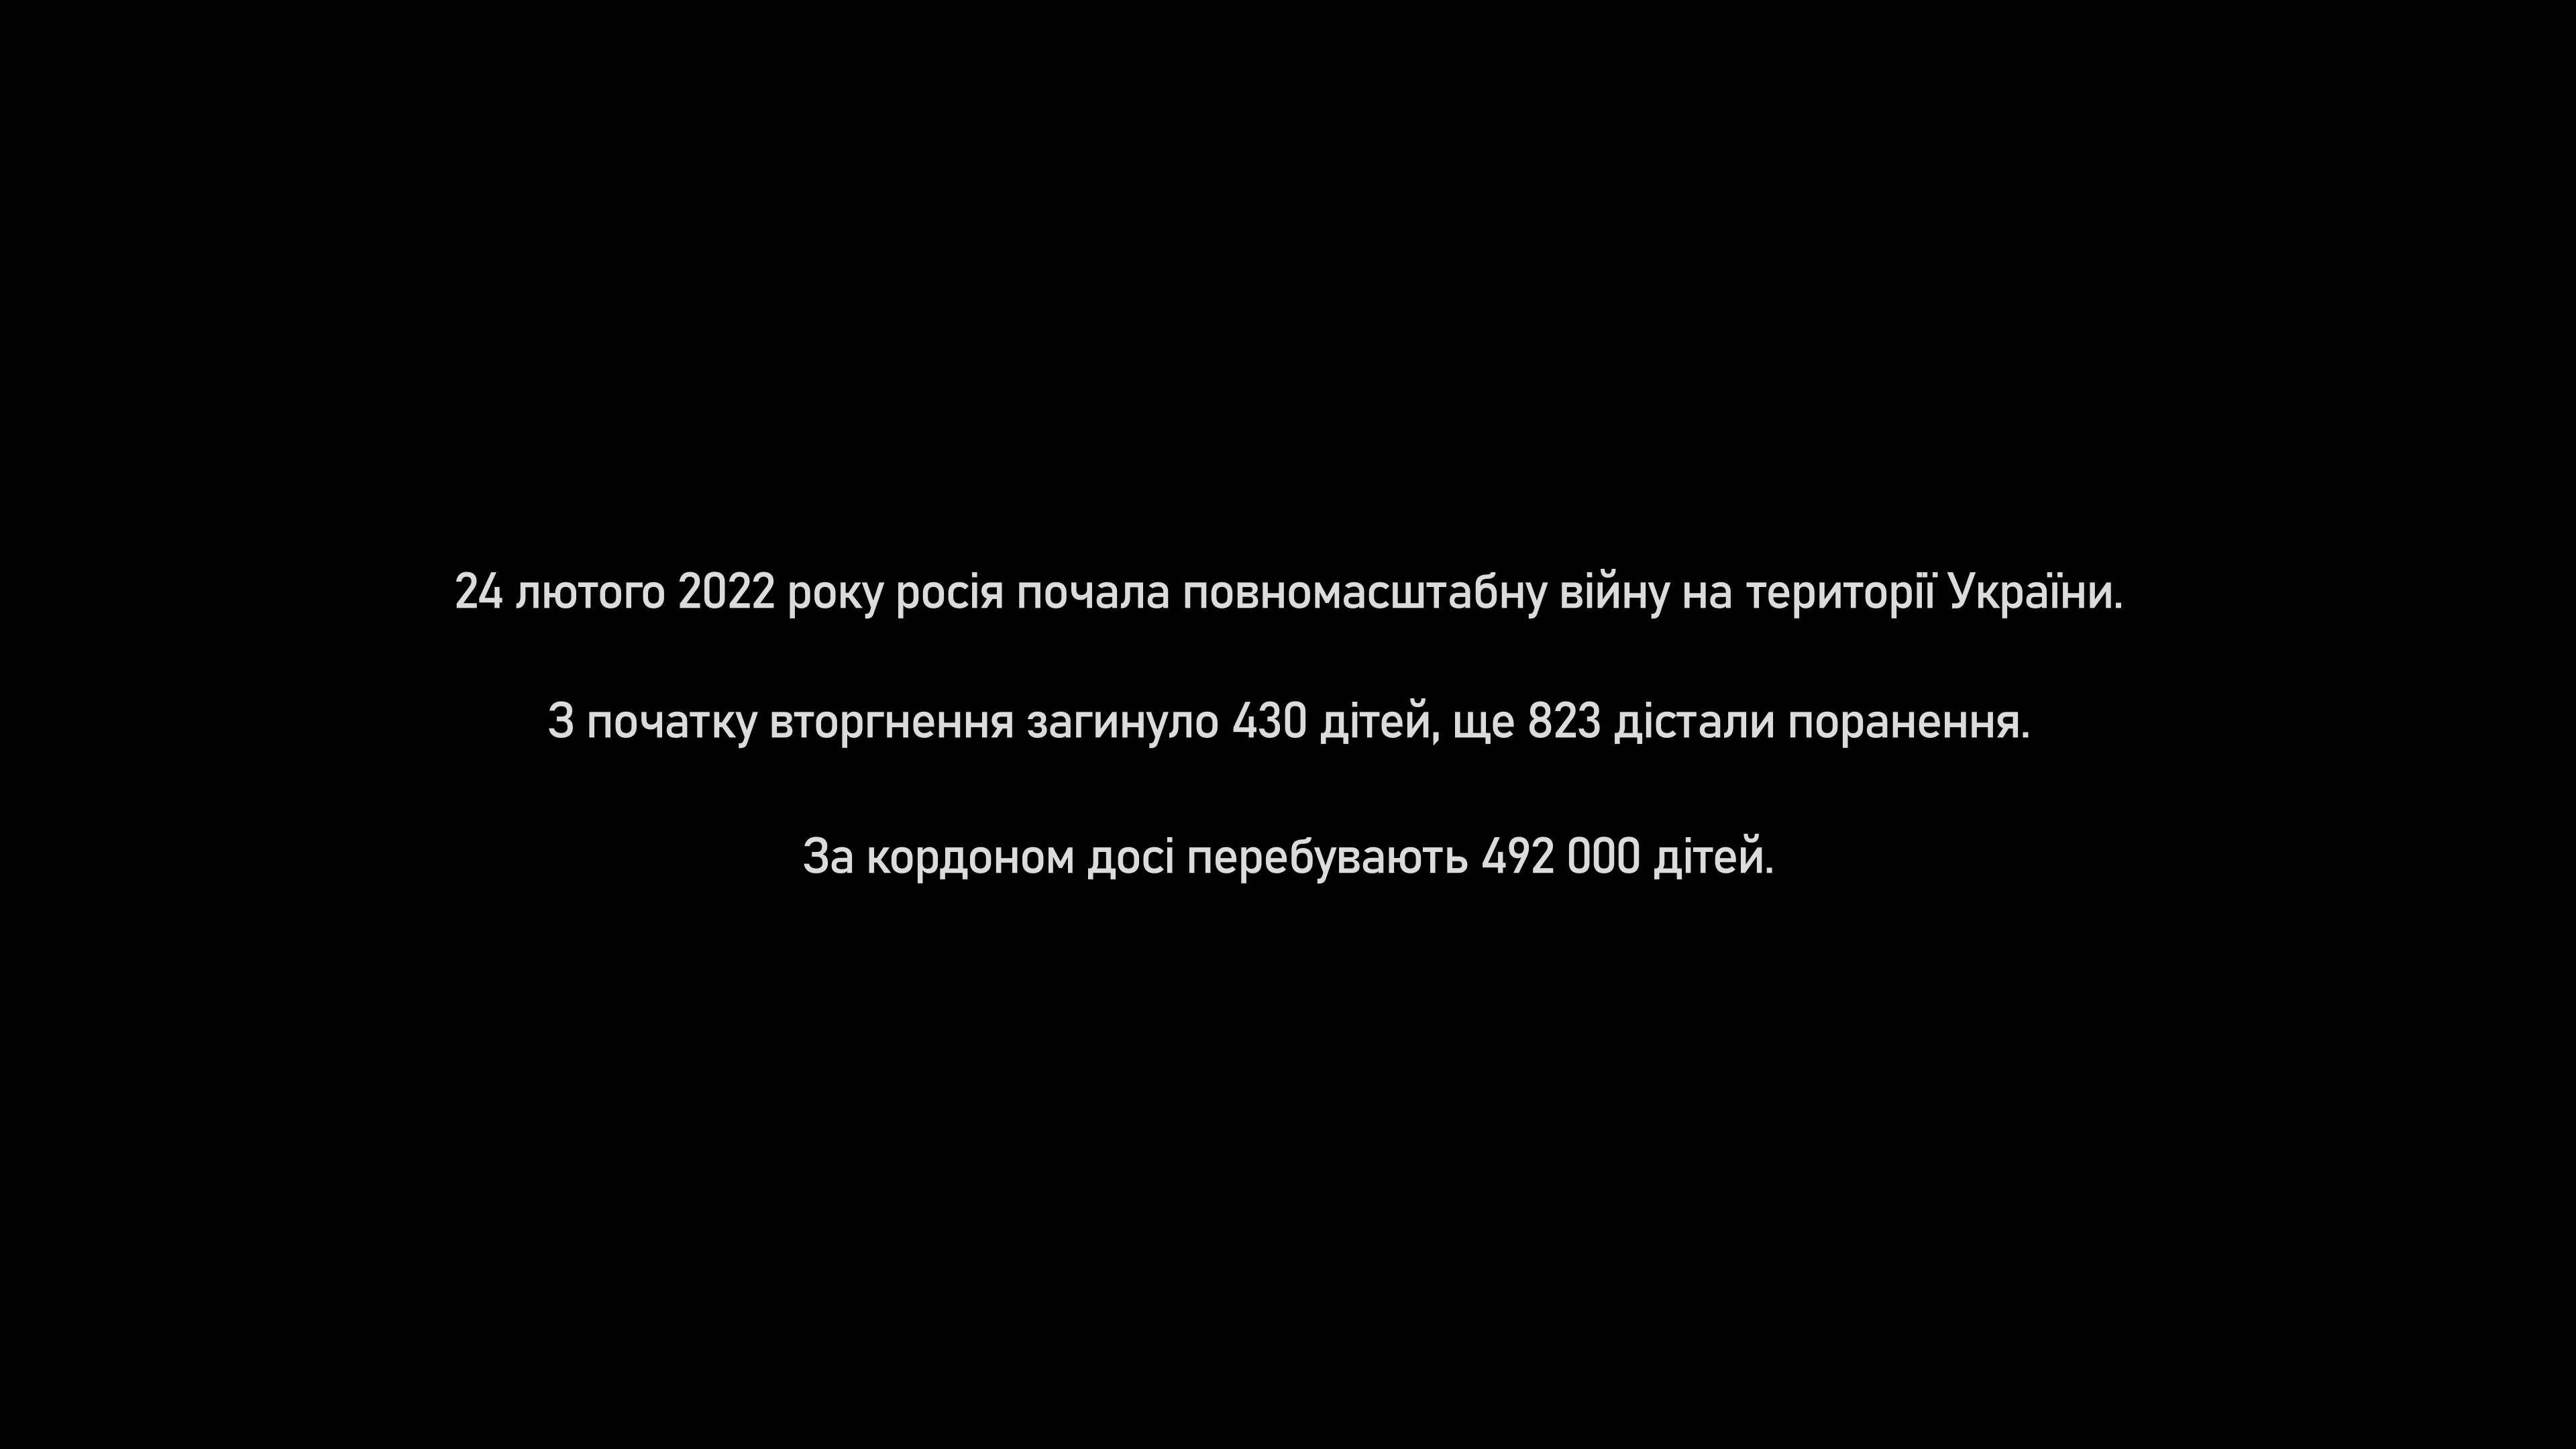 24 лютого 2022 року росія почала повномасштабну війну на території України.
З початку вторгнення загинуло 430 дітей, ще 823 дістали поранення.
За кордоном досі перебувають 492 000 дітей.